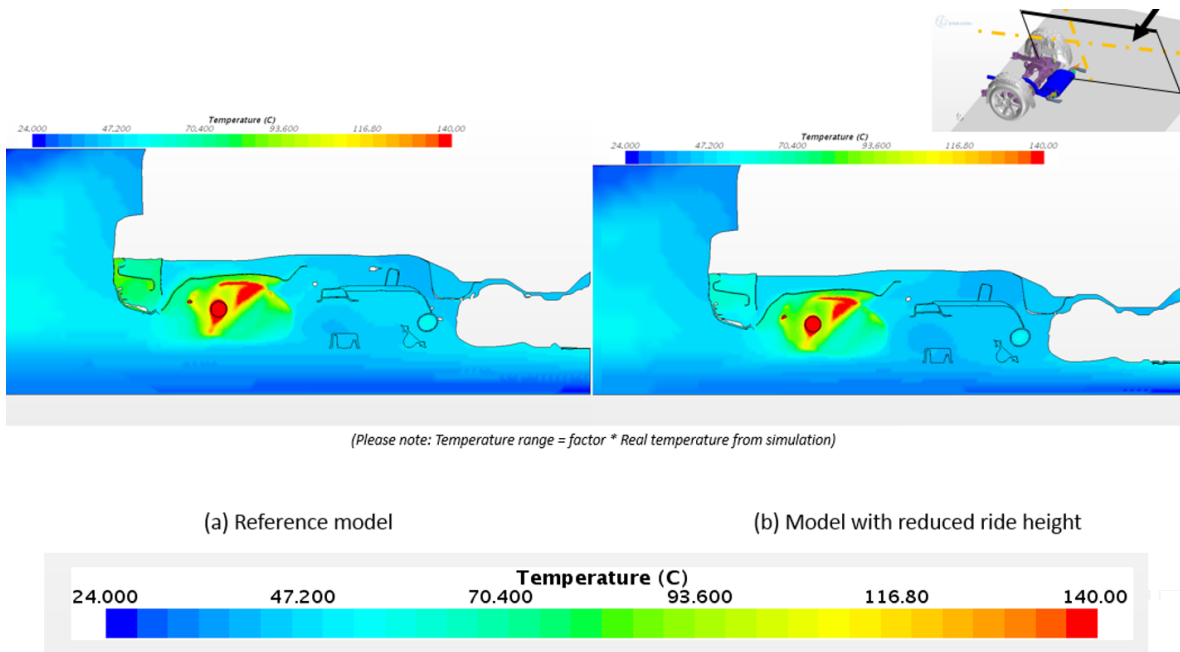 Temperature (C)
24.000 47.200 70.400 93.600 116.80 140.00
Temperature (C)
24.000 47.200 70.400 93.600 116.80 140.00
(Please note: Temperature range = factor * Real temperature from simulation)
(a) Reference model
(b) Model with reduced ride height
Temperature (C)
24.000 47.200 70.400 93.600 116.80 140.00